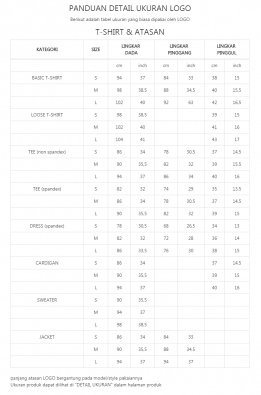 PANDUAN DETAIL UKURAN LOGO
Berikut adalah tabel ukuran yang biasa dipakai oleh LOGO
T-SHIRT & ATASAN
KATEGORI SIZE LINGKAR DADA LINGKAR PINGGANG LINGKAR PINGGUL
cm inch cm inch cm inch
BASIC T-SHIRT S 94 37 84 33 38 15
M 98 38,5 88 34,5 40 15,5
L 102 40 92 63 42 16,5
LOOSE T-SHIRT S 98 38,5 39 15
M 102 40 41 16
L 104 41 43 17
TEE (non spandex) S 86 34 78 30,5 37 14,5
M 90 35,5 82 32 39 15,5
L 94 37 86 34 40 16
TEE (spandex) S 82 32 74 29 35 13,5
M 86 34 78 30,5 37 14,5
L 90 35,5 82 32 39 15,5
DRESS (spandex) S 78 30,5 68 26,5 34 13
M 82 32 72 28 36 14
L 86 33,5 76 30 38 15
CARDIGAN S 86 34 37 14,5
M 90 35,5 39 15
L 94 37 40 16
SWEATER S 90 35,5
M 94 37
L 98 38,5
JACKET S 86 34 84 33
M 90 35,5 88 34,5
L 94 37 94 37
panjang atasan LOGO bergantung pada model/style pakaiannya
Ukuran produk dapat dilihat di "DETAIL UKURAN" dalam halaman produk